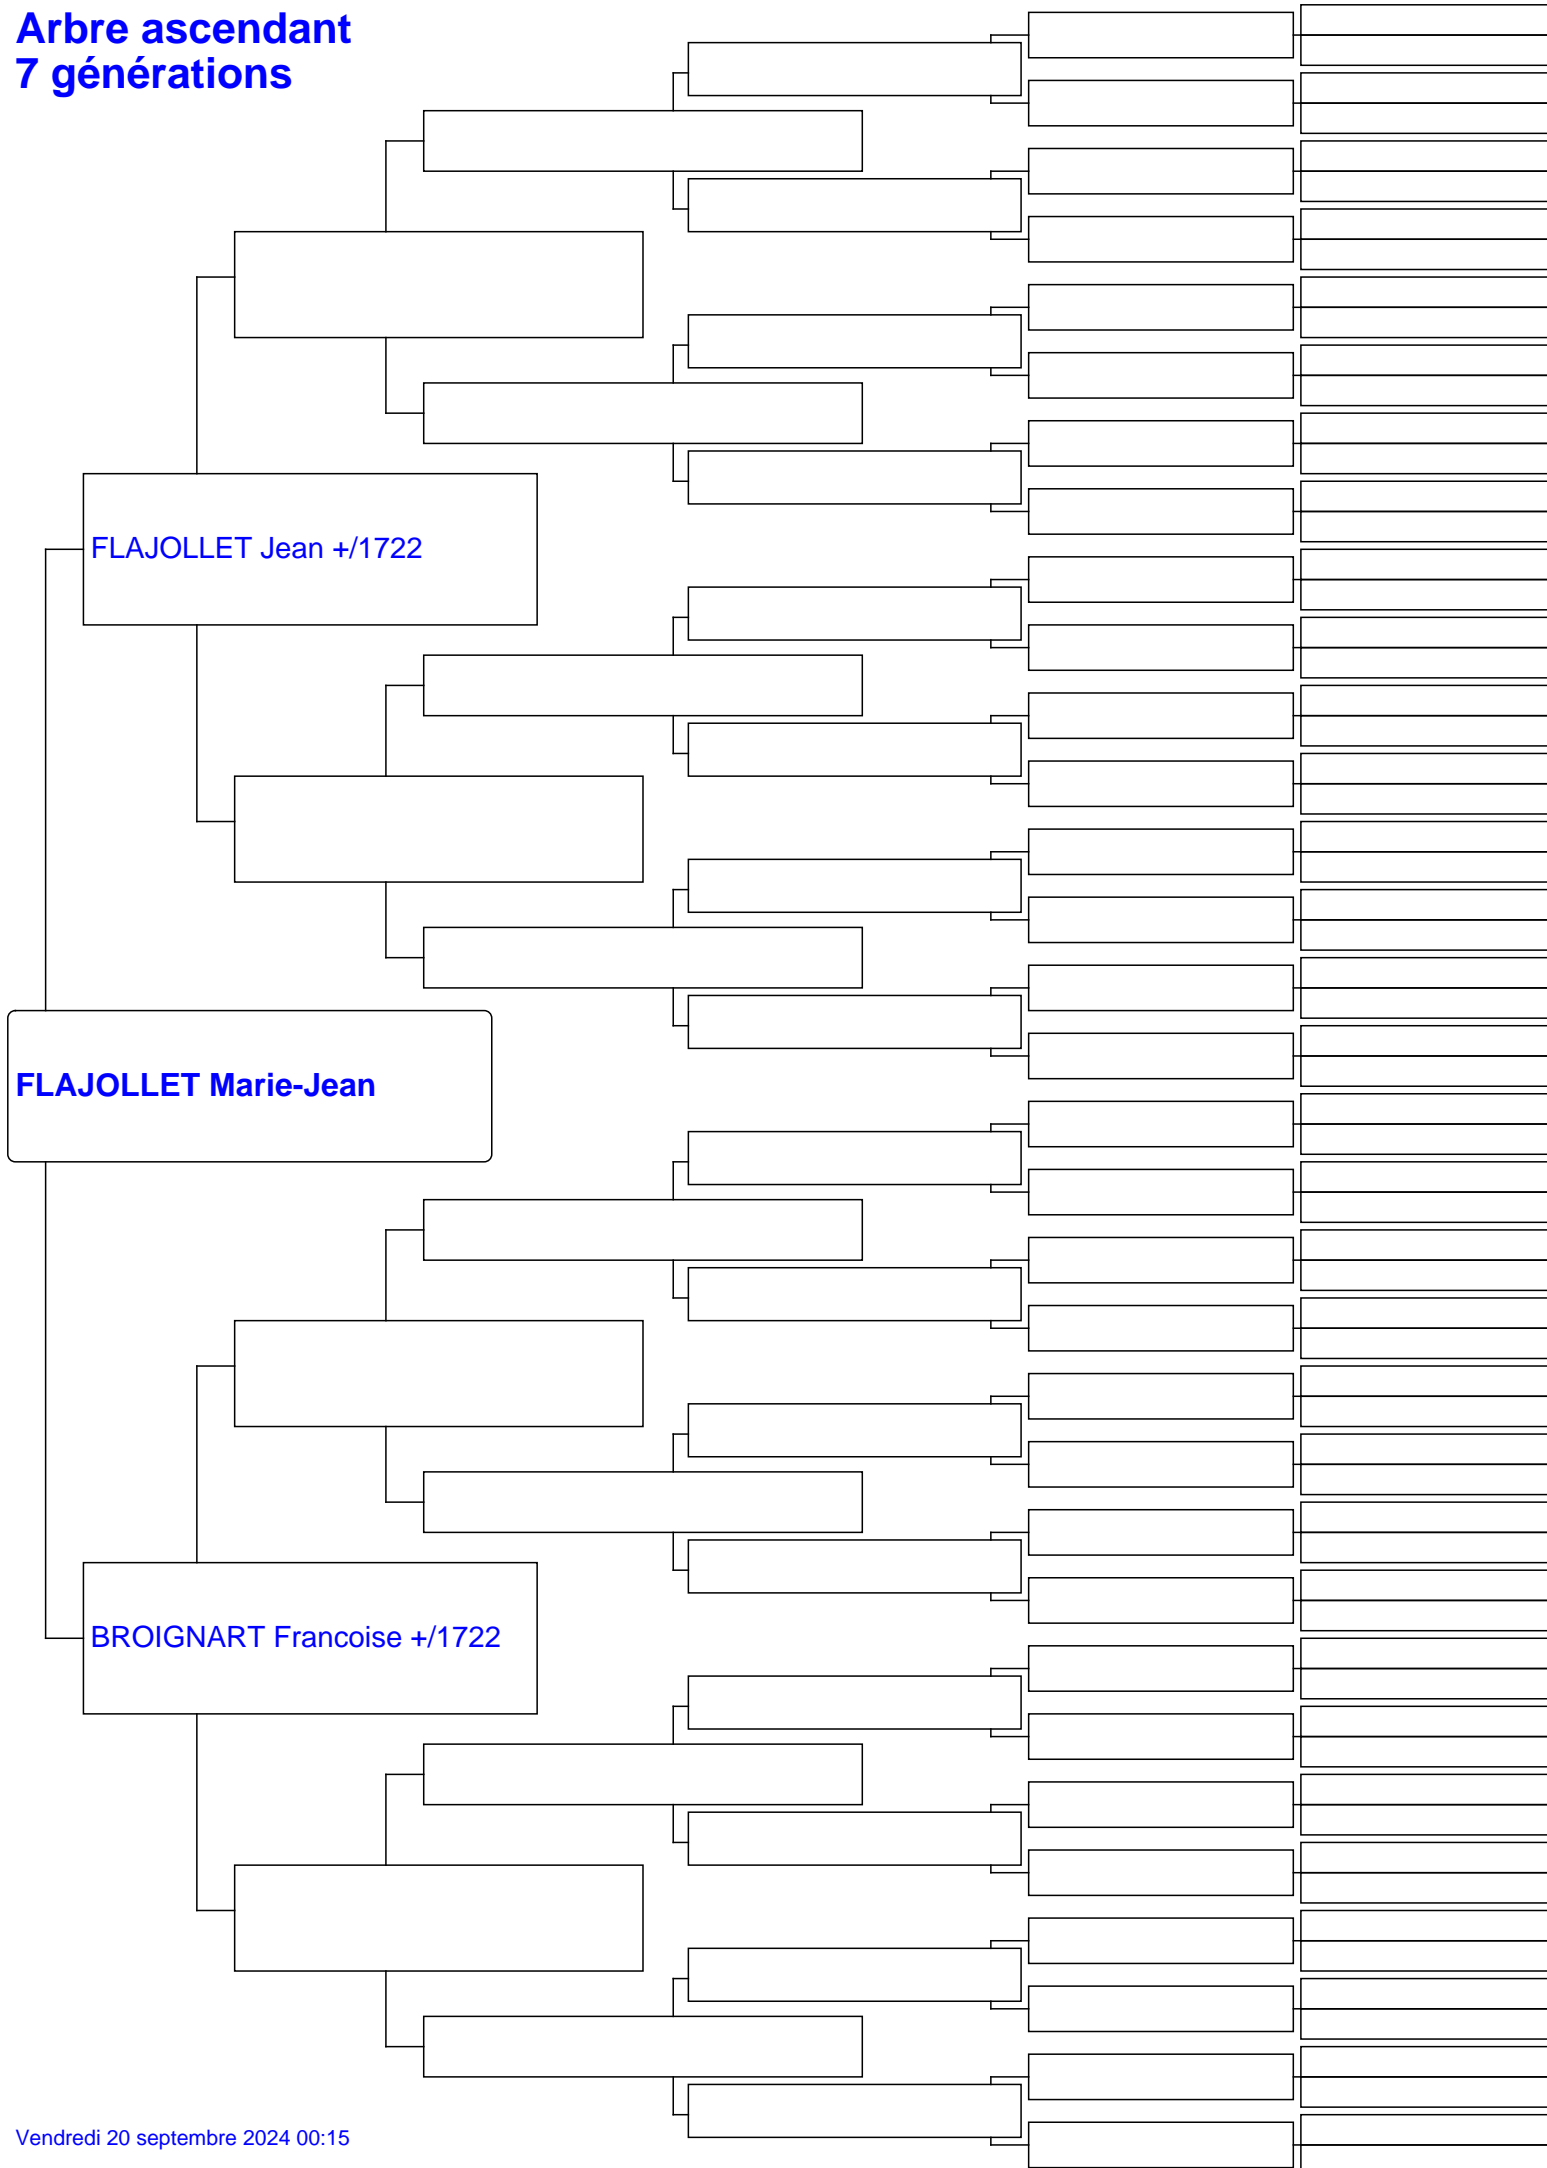 Arbre ascendant
7 générations
FLAJOLLET Jean +/1722
FLAJOLLET Marie-Jean
BROIGNART Francoise +/1722
Vendredi 20 septembre 2024 00:15